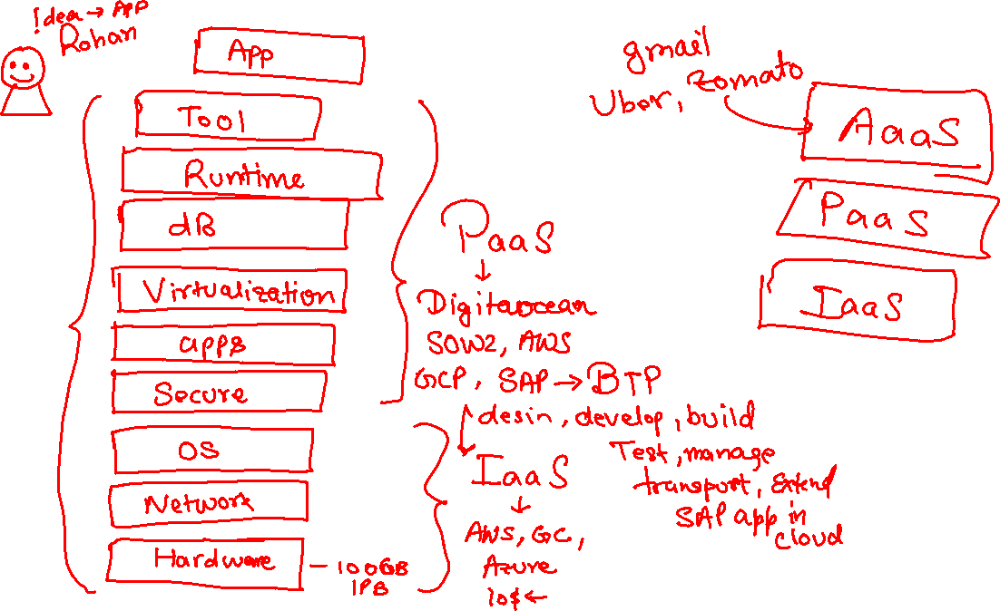 Idea → APP
Rohan
App
Tool
Runtime
dB
Virtualization
apps
Secure
OS
Network
Hardware
- 100GB
1PB
PaaS
↓
Digitalocean
SOW2, AWS
GCP, SAP → BTP
desin, develop, build
Test, manage
transport, Extend
SAP app in
cloud
IaaS
↓
AWS, GC,
Azure
10$ ←
gmail
Uber, Zomato
AaaS
PaaS
IaaS